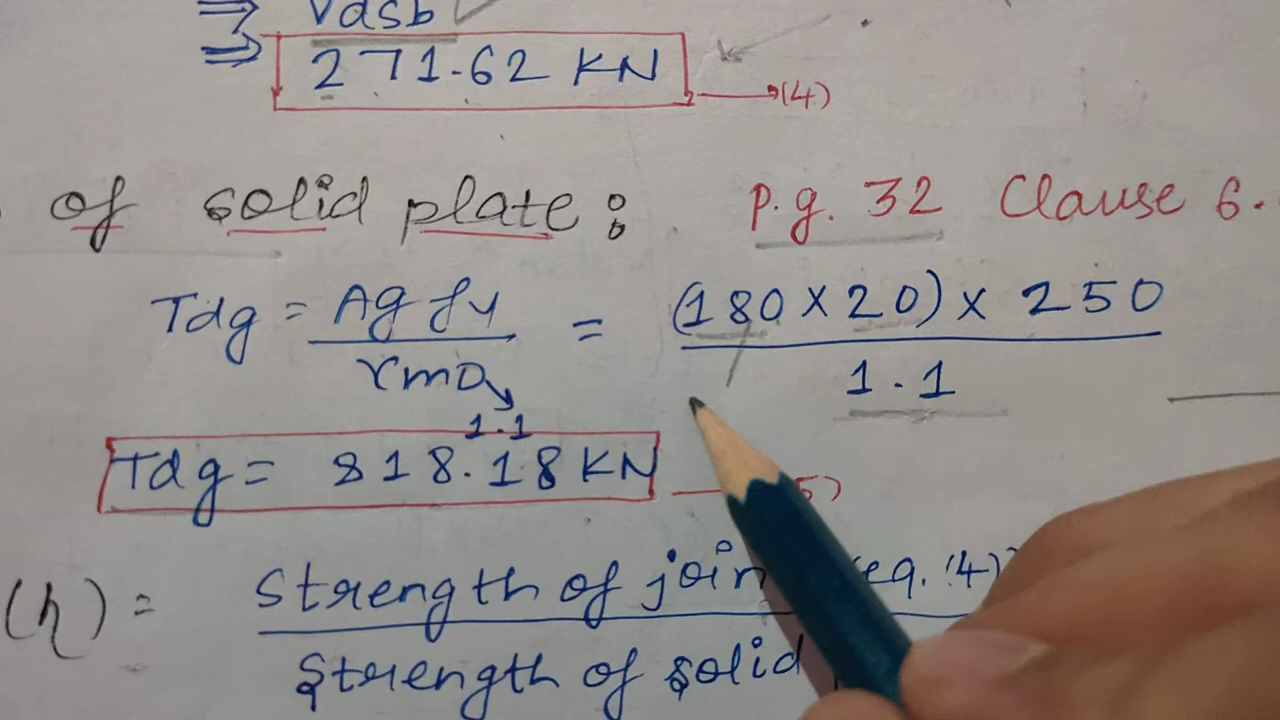 ⇒ Vdsb
⇒ 271.62 KN → (4)
of solid plate : P.g. 32 Clause 6.
Tdg = Ag fy / γm0 = (180 × 20) × 250 / 1.1
1.1
Tdg = 818.18 KN 5)
(η) = Strength of join eq. (4)
Strength of solid